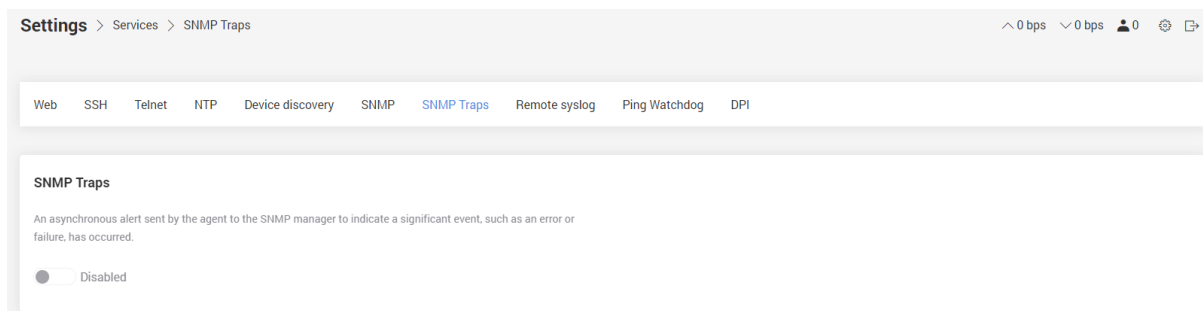 Settings > Services > SNMP Traps
0 bps 0 bps 0
Web SSH Telnet NTP Device discovery SNMP SNMP Traps Remote syslog Ping Watchdog DPI
SNMP Traps
An asynchronous alert sent by the agent to the SNMP manager to indicate a significant event, such as an error or
failure, has occurred.
Disabled